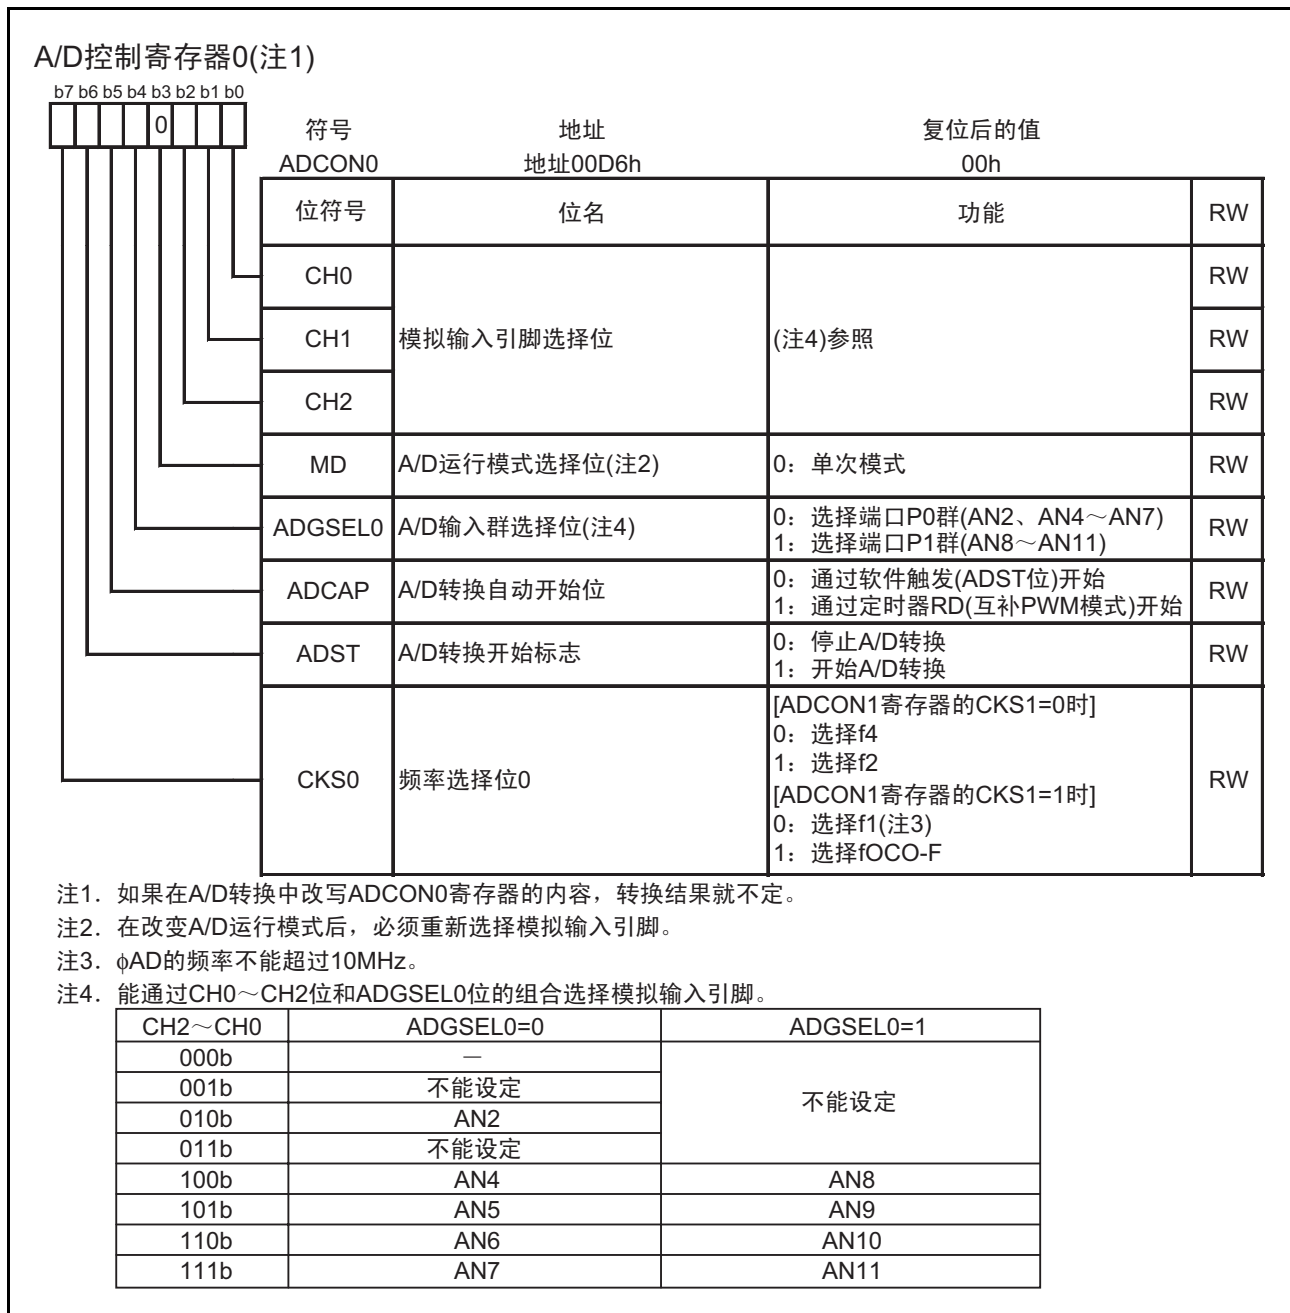 A/D控制寄存器0(注1)
b7 b6 b5 b4 b3 b2 b1 b0
0
符号 地址 复位后的值
ADCON0 地址00D6h 00h
位符号 位名 功能 RW
CH0 RW
CH1 模拟输入引脚选择位 (注4)参照 RW
CH2 RW
MD A/D运行模式选择位(注2) 0：单次模式 RW
ADGSEL0 A/D输入群选择位(注4) 0：选择端口P0群(AN2、AN4～AN7) RW
1：选择端口P1群(AN8～AN11)
ADCAP A/D转换自动开始位 0：通过软件触发(ADST位)开始 RW
1：通过定时器RD(互补PWM模式)开始
ADST A/D转换开始标志 0：停止A/D转换 RW
1：开始A/D转换
CKS0 频率选择位0 [ADCON1寄存器的CKS1=0时] RW
0：选择f4
1：选择f2
[ADCON1寄存器的CKS1=1时]
0：选择f1(注3)
1：选择fOCO-F
注1．如果在A/D转换中改写ADCON0寄存器的内容，转换结果就不定。
注2．在改变A/D运行模式后，必须重新选择模拟输入引脚。
注3．ϕAD的频率不能超过10MHz。
注4．能通过CH0～CH2位和ADGSEL0位的组合选择模拟输入引脚。
CH2～CH0 ADGSEL0=0 ADGSEL0=1
000b － 不能设定
001b 不能设定
010b AN2
011b 不能设定
100b AN4 AN8
101b AN5 AN9
110b AN6 AN10
111b AN7 AN11